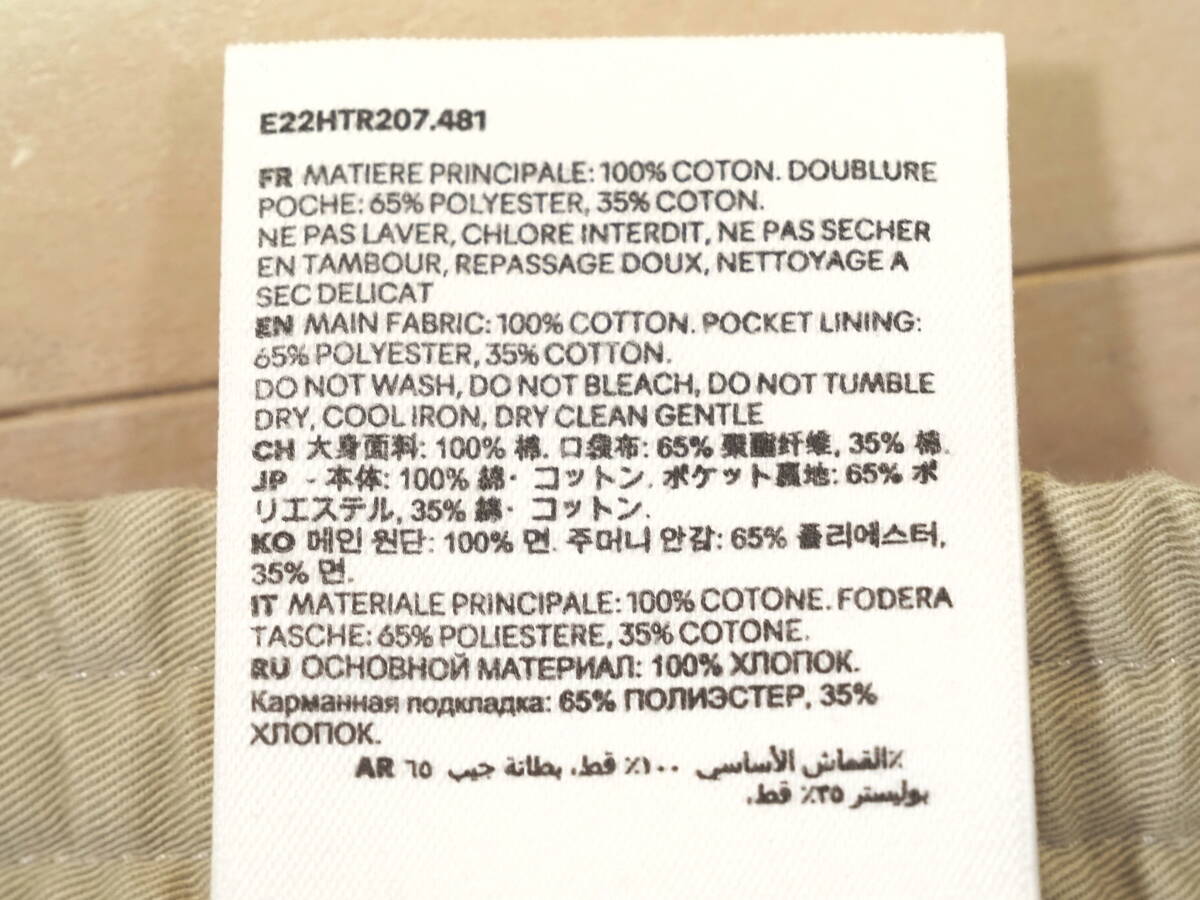 E22HTR207.481
FR MATIERE PRINCIPALE: 100% COTON. DOUBLURE
POCHE: 65% POLYESTER, 35% COTON.
NE PAS LAVER, CHLORE INTERDIT, NE PAS SECHER
EN TAMBOUR, REPASSAGE DOUX, NETTOYAGE A
SEC DELICAT
EN MAIN FABRIC: 100% COTTON. POCKET LINING:
65% POLYESTER, 35% COTTON.
DO NOT WASH, DO NOT BLEACH, DO NOT TUMBLE
DRY, COOL IRON, DRY CLEAN GENTLE
CH 大身面料: 100% 棉. 口袋布: 65% 聚酯纤维, 35% 棉.
JP - 本体: 100% 綿· コットン. ポケット裏地: 65% ポ
リエステル, 35% 綿· コットン.
KO 메인 원단: 100% 면. 주머니 안감: 65% 폴리에스터,
35% 면.
IT MATERIALE PRINCIPALE: 100% COTONE. FODERA
TASCHE: 65% POLIESTERE, 35% COTONE.
RU ОСНОВНОЙ МАТЕРИАЛ: 100% ХЛОПОК.
Карманная подкладка: 65% ПОЛИЭСТЕР, 35%
ХЛОПОК.
٪القماش الأساسي ١٠٠٪ قطن. بطانة جيب ٦٥ AR
بوليستر ٣٥٪ قطن.